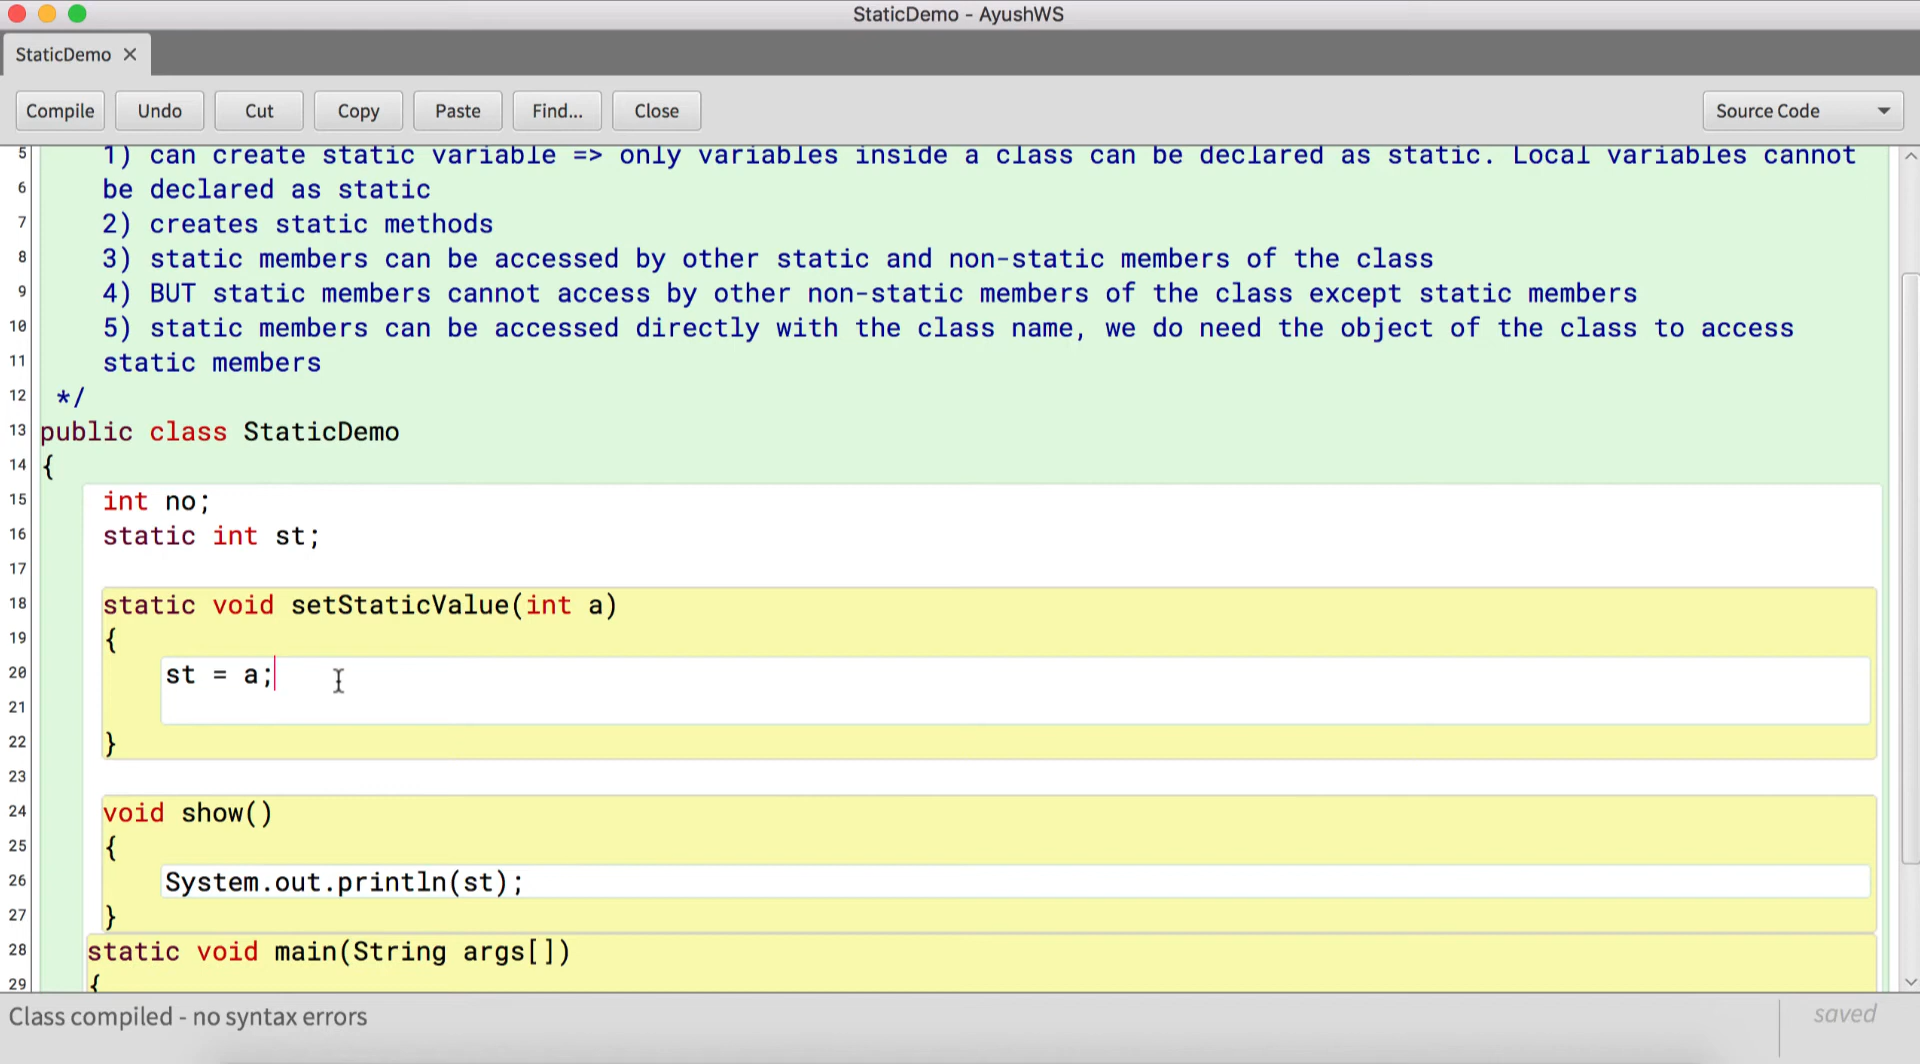 StaticDemo - AyushWS
StaticDemo ×
Compile Undo Cut Copy Paste Find... Close Source Code
5 1) can create static variable => only variables inside a class can be declared as static. Local variables cannot
6 be declared as static
7 2) creates static methods
8 3) static members can be accessed by other static and non-static members of the class
9 4) BUT static members cannot access by other non-static members of the class except static members
10 5) static members can be accessed directly with the class name, we do need the object of the class to access
11 static members
12 */
13 public class StaticDemo
14 {
15 int no;
16 static int st;
17
18 static void setStaticValue(int a)
19 {
20 st = a;
21
22 }
23
24 void show()
25 {
26 System.out.println(st);
27 }
28 static void main(String args[])
29 {
Class compiled - no syntax errors
saved